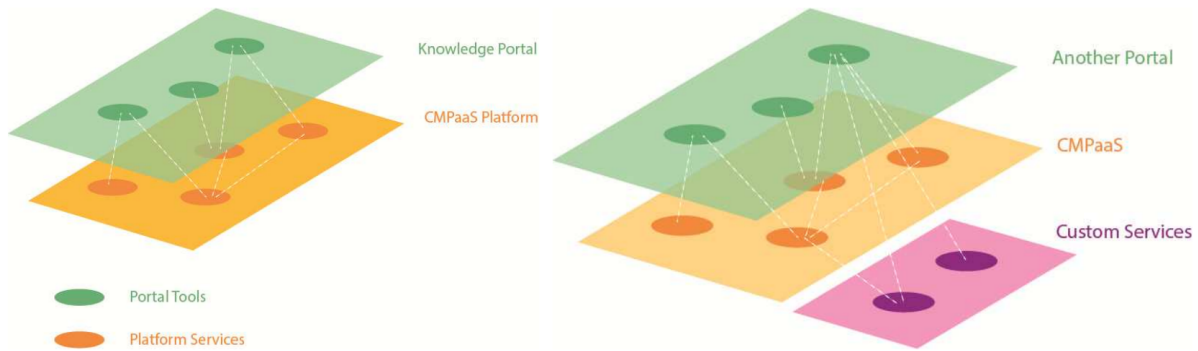 Knowledge Portal
CMPaaS Platform
Portal Tools
Platform Services
Another Portal
CMPaaS
Custom Services